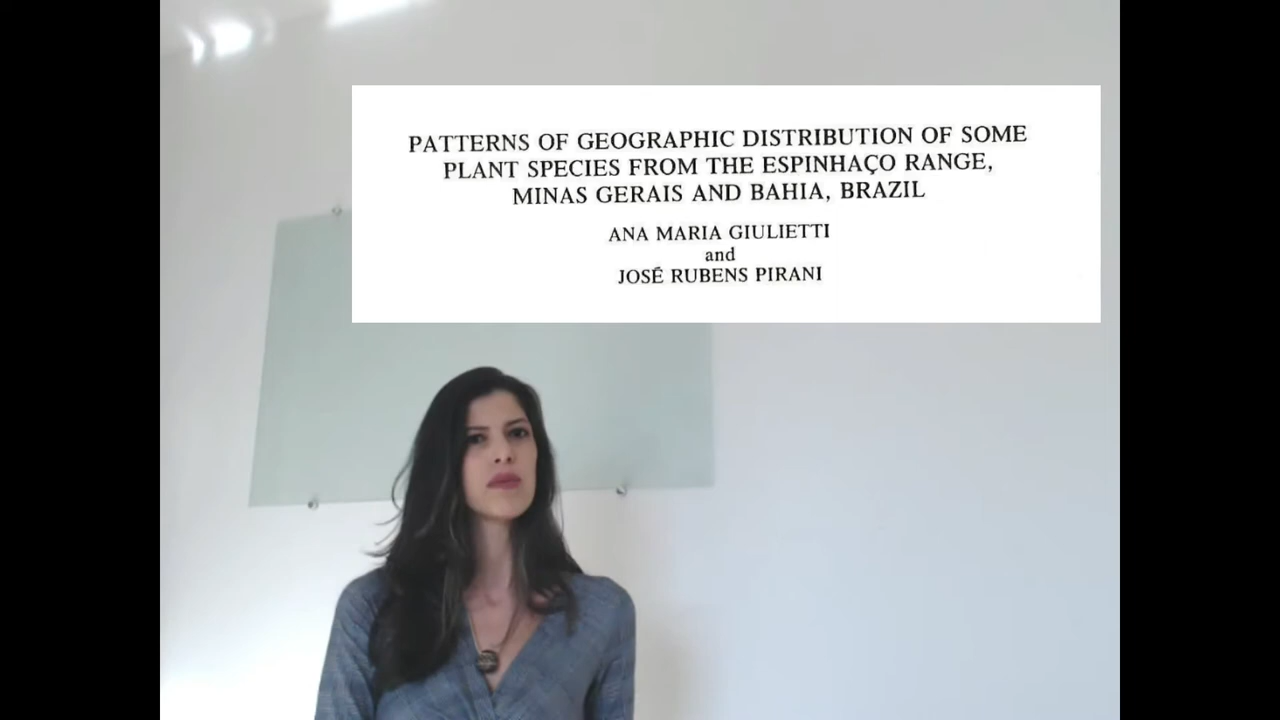 PATTERNS OF GEOGRAPHIC DISTRIBUTION OF SOME
PLANT SPECIES FROM THE ESPINHAÇO RANGE,
MINAS GERAIS AND BAHIA, BRAZIL
ANA MARIA GIULIETTI
and
JOSÉ RUBENS PIRANI